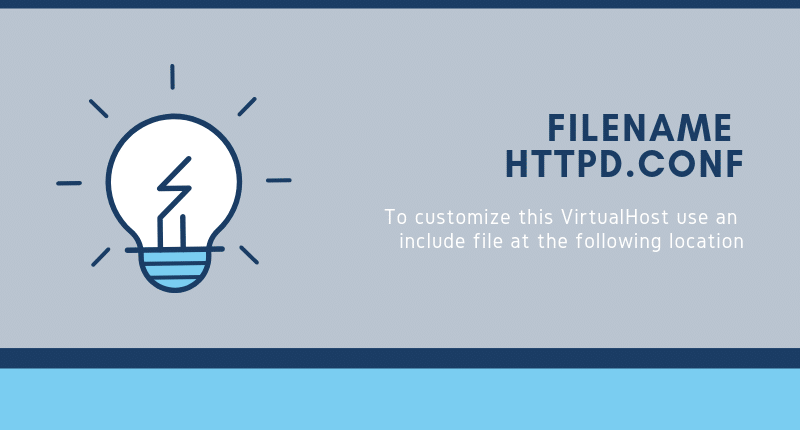 FILENAME
HTTPD.CONF
To customize this VirtualHost use an
include file at the following location